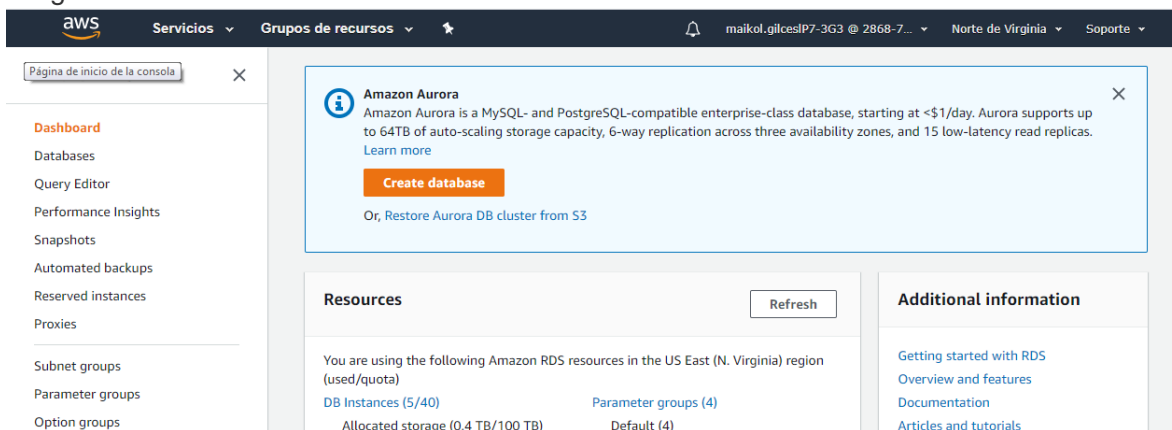 aws
Servicios
Grupos de recursos
maikol.gilceslP7-3G3 @ 2868-7...
Norte de Virginia
Soporte
Página de inicio de la consola
Dashboard
Databases
Query Editor
Performance Insights
Snapshots
Automated backups
Reserved instances
Proxies
Subnet groups
Parameter groups
Option groups
Amazon Aurora
Amazon Aurora is a MySQL- and PostgreSQL-compatible enterprise-class database, starting at <$1/day. Aurora supports up
to 64TB of auto-scaling storage capacity, 6-way replication across three availability zones, and 15 low-latency read replicas.
Learn more
Create database
Or, Restore Aurora DB cluster from S3
Resources
Refresh
You are using the following Amazon RDS resources in the US East (N. Virginia) region
(used/quota)
DB Instances (5/40)
Parameter groups (4)
Allocated storage (0.4 TB/100 TB)
Default (4)
Additional information
Getting started with RDS
Overview and features
Documentation
Articles and tutorials